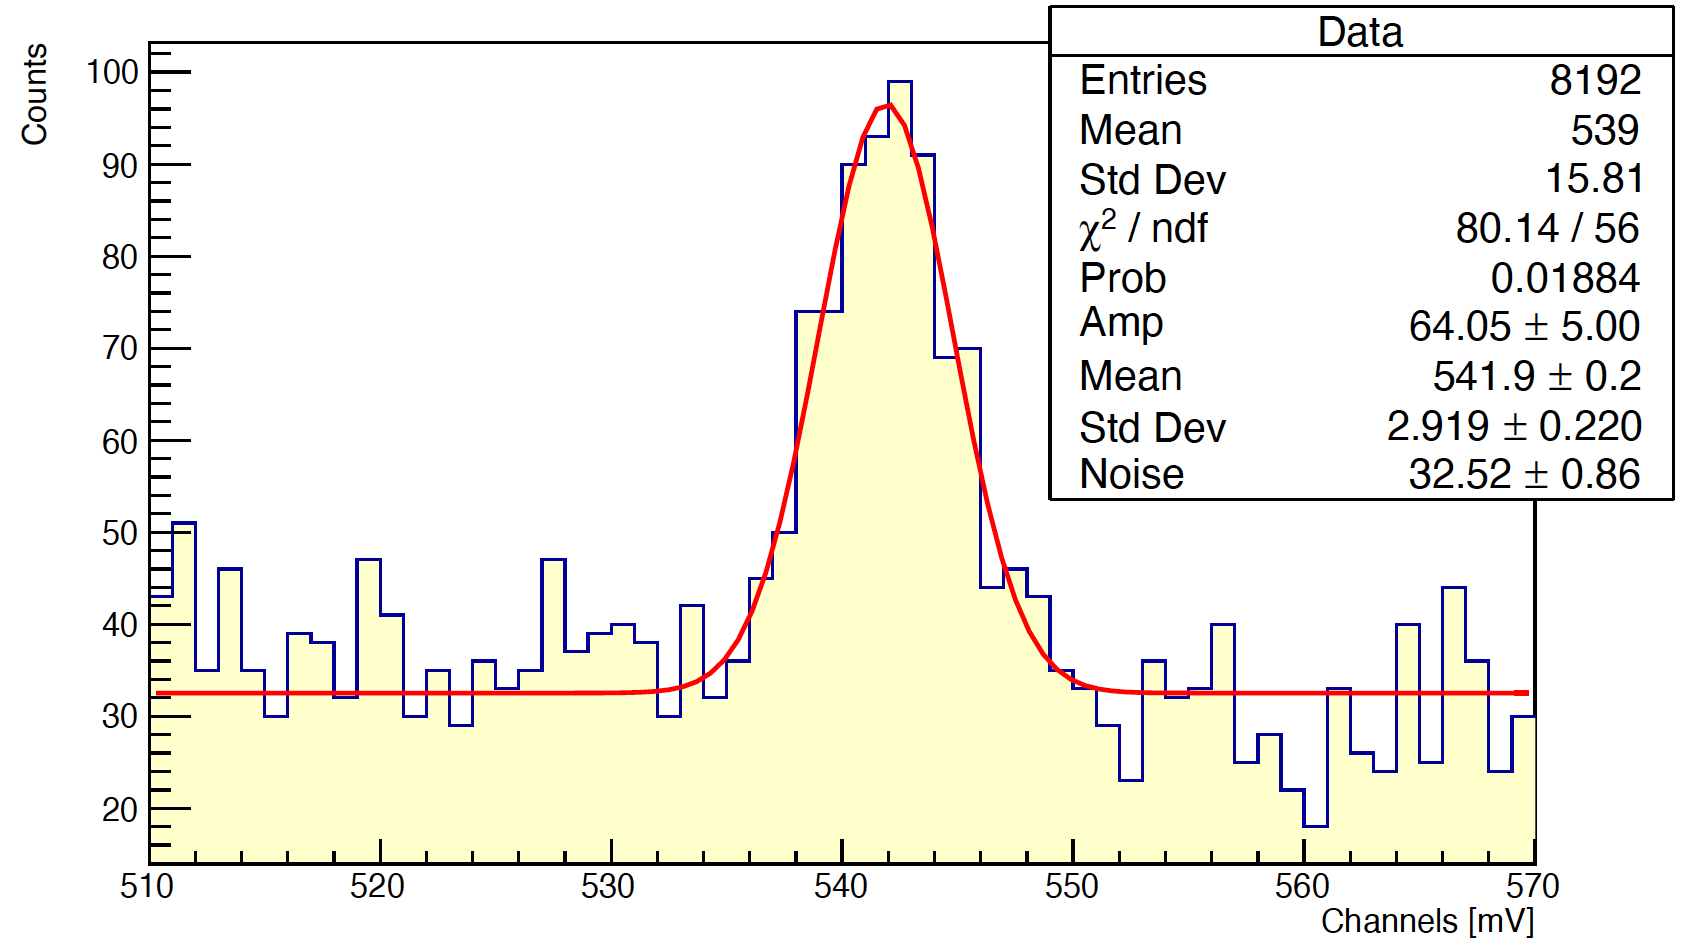 Counts
Data
Entries 8192
Mean 539
Std Dev 15.81
χ² / ndf 80.14 / 56
Prob 0.01884
Amp 64.05 ± 5.00
Mean 541.9 ± 0.2
Std Dev 2.919 ± 0.220
Noise 32.52 ± 0.86
100
90
80
70
60
50
40
30
20
510 520 530 540 550 560 570
Channels [mV]